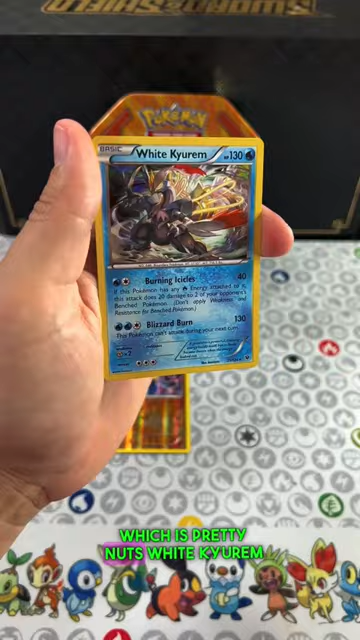 SWORD & SHIELD
Pokémon
BASIC
White Kyurem
HP130
Burning Icicles 40
If this Pokémon has any Energy attached to it,
this attack does 20 damage to 2 of your opponent's
Benched Pokémon. (Don't apply Weakness and
Resistance for Benched Pokémon.)
Blizzard Burn 130
This Pokémon can't attack during your next turn.
WHICH IS PRETTY
NUTS WHITE KYUREM